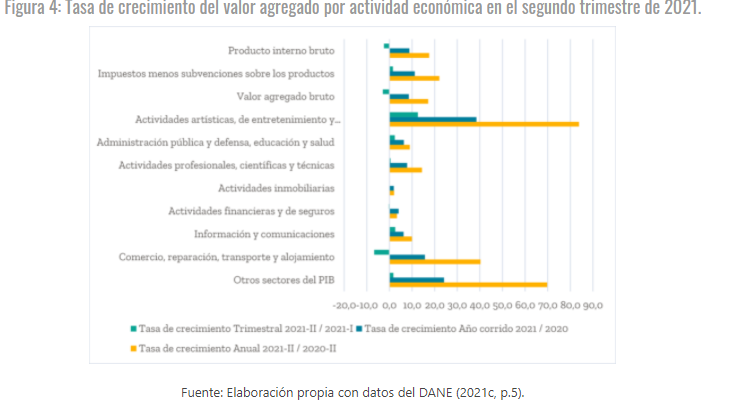 Figura 4: Tasa de crecimiento del valor agregado por actividad económica en el segundo trimestre de 2021.
Producto interno bruto
Impuestos menos subvenciones sobre los productos
Valor agregado bruto
Actividades artísticas, de entretenimiento y...
Administración pública y defensa, educación y salud
Actividades profesionales, científicas y técnicas
Actividades inmobiliarias
Actividades financieras y de seguros
Información y comunicaciones
Comercio, reparación, transporte y alojamiento
Otros sectores del PIB
-20,0 -10,0 0,0 10,0 20,0 30,0 40,0 50,0 60,0 70,0 80,0 90,0
Tasa de crecimiento Trimestral 2021-II / 2021-I Tasa de crecimiento Año corrido 2021 / 2020
Tasa de crecimiento Anual 2021-II / 2020-II
Fuente: Elaboración propia con datos del DANE (2021c, p.5).